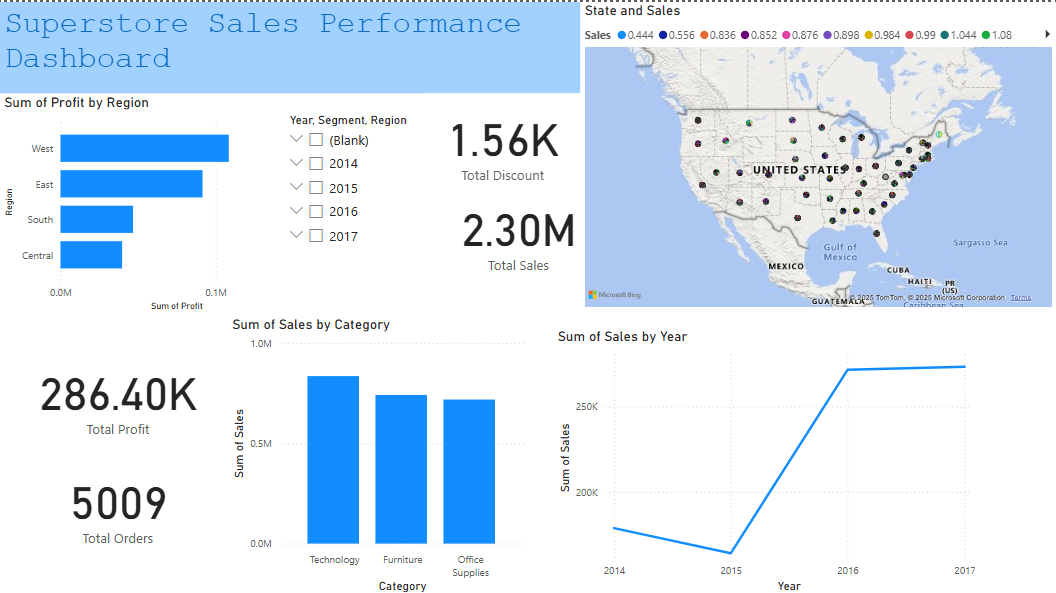 Superstore Sales Performance
Dashboard
State and Sales
Sales 0.444 0.556 0.836 0.852 0.876 0.898 0.984 0.99 1.044 1.08
Sum of Profit by Region
Region
West
East
South
Central
0.0M 0.1M
Sum of Profit
Year, Segment, Region
(Blank)
2014
2015
2016
2017
1.56K
Total Discount
2.30M
Total Sales
UNITED STATES
MEXICO
Gulf of
Mexico
Sargasso Sea
CUBA
HAITI
PR
(US)
GUATEMALA
Caribbean Sea
Microsoft Bing
© 2025 TomTom, © 2025 Microsoft Corporation Terms
286.40K
Total Profit
5009
Total Orders
Sum of Sales by Category
Sum of Sales
1.0M
0.5M
0.0M
Technology Furniture Office
Supplies
Category
Sum of Sales by Year
Sum of Sales
250K
200K
2014 2015 2016 2017
Year